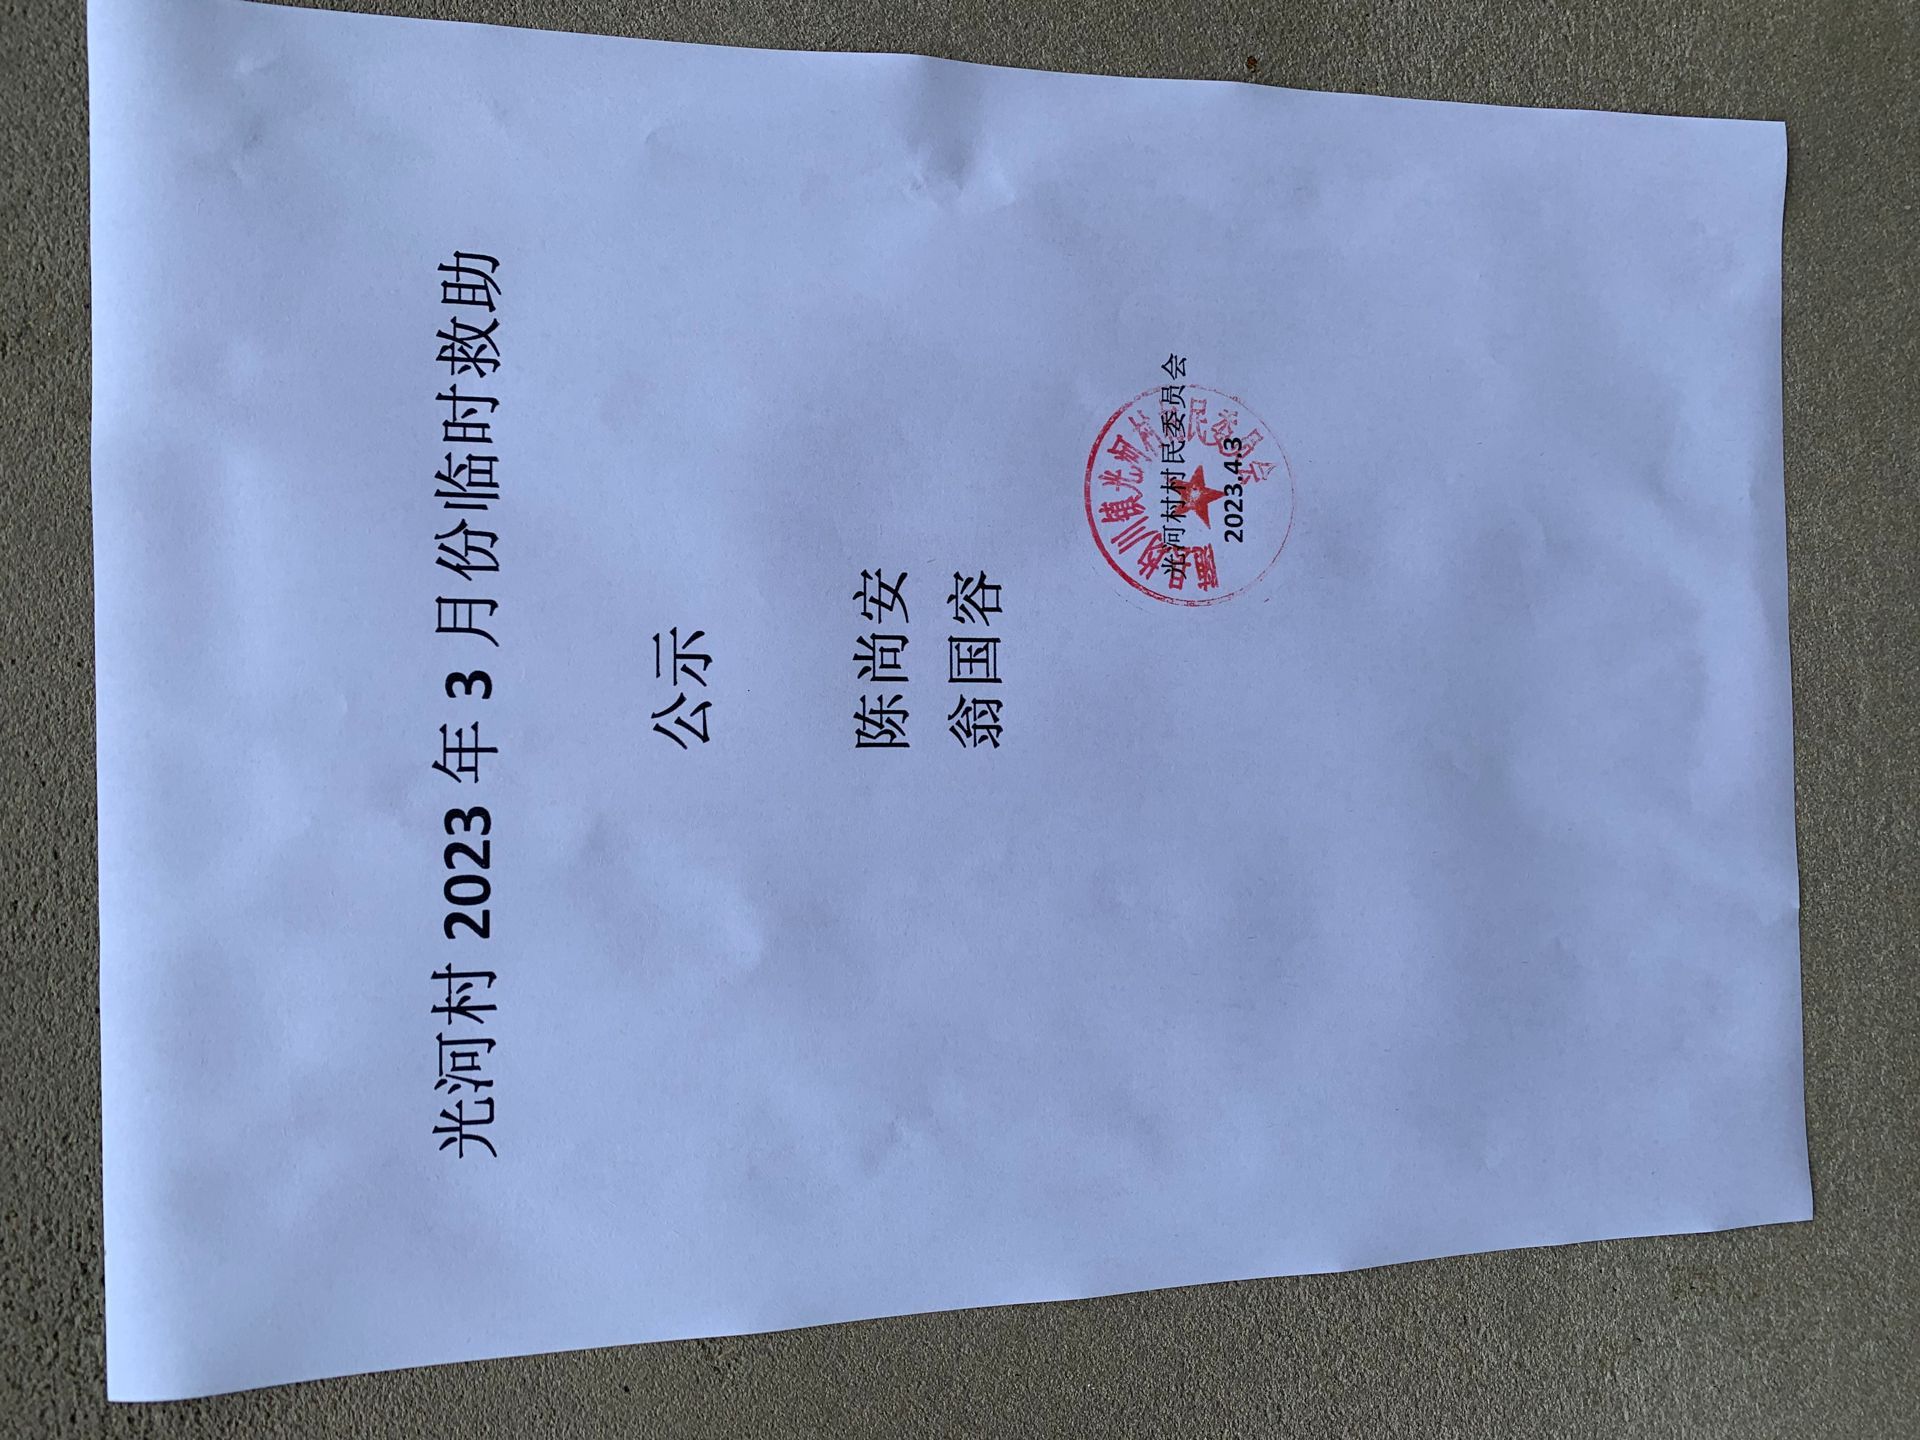 光河村 2023 年 3 月份临时救助
公示
陈尚安
翁国容
光河村村民委员会
2023.4.3